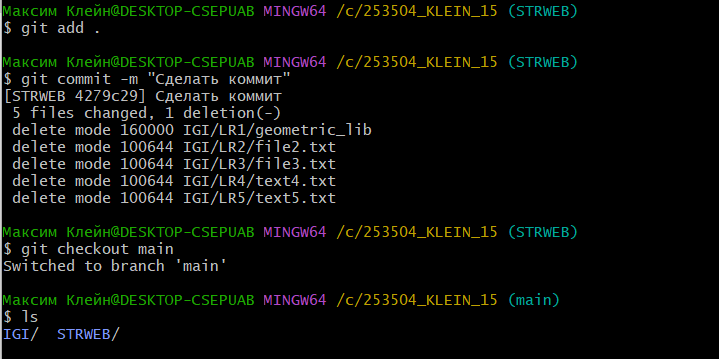 Максим Клейн@DESKTOP-CSEPUAB MINGW64 /c/253504_KLEIN_15 (STRWEB)
$ git add .
Максим Клейн@DESKTOP-CSEPUAB MINGW64 /c/253504_KLEIN_15 (STRWEB)
$ git commit -m "Сделать коммит"
[STRWEB 4279c29] Сделать коммит
 5 files changed, 1 deletion(-)
 delete mode 160000 IGI/LR1/geometric_lib
 delete mode 100644 IGI/LR2/file2.txt
 delete mode 100644 IGI/LR3/file3.txt
 delete mode 100644 IGI/LR4/text4.txt
 delete mode 100644 IGI/LR5/text5.txt
Максим Клейн@DESKTOP-CSEPUAB MINGW64 /c/253504_KLEIN_15 (STRWEB)
$ git checkout main
Switched to branch 'main'
Максим Клейн@DESKTOP-CSEPUAB MINGW64 /c/253504_KLEIN_15 (main)
$ ls
IGI/  STRWEB/